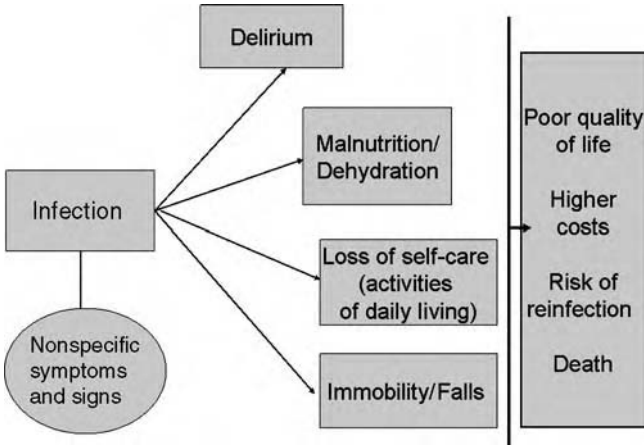 Delirium
Malnutrition/
Dehydration
Infection
Loss of self-care
(activities
of daily living)
Nonspecific
symptoms
and signs
Immobility/Falls
Poor quality
of life
Higher
costs
Risk of
reinfection
Death